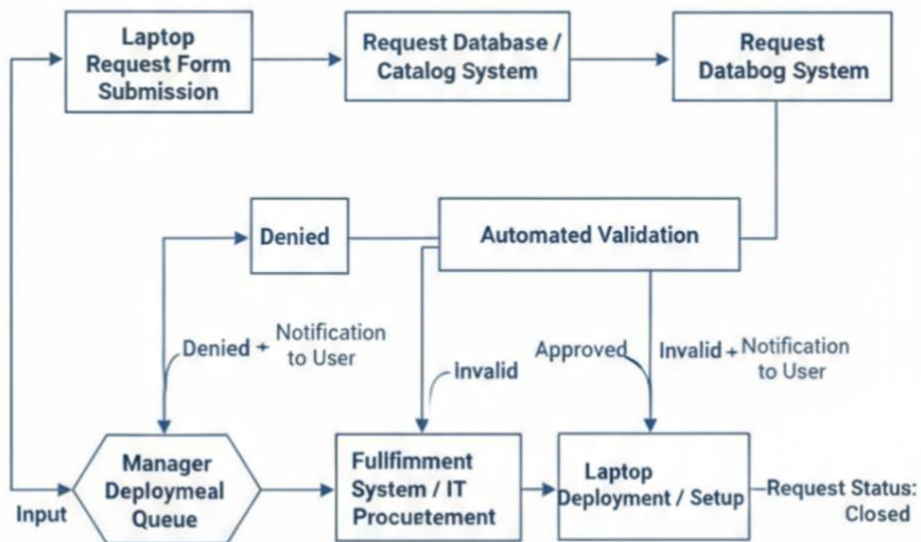 Laptop
Request Form
Submission
Request Database /
Catalog System
Request
Databog System
Denied
Automated Validation
Denied + Notification
to User
Invalid
Approved
Invalid + Notification
to User
Manager
Deploymeal
Queue
Fullfimment
System / IT
Procustement
Laptop
Deployment / Setup
Request Status:
Closed
Input